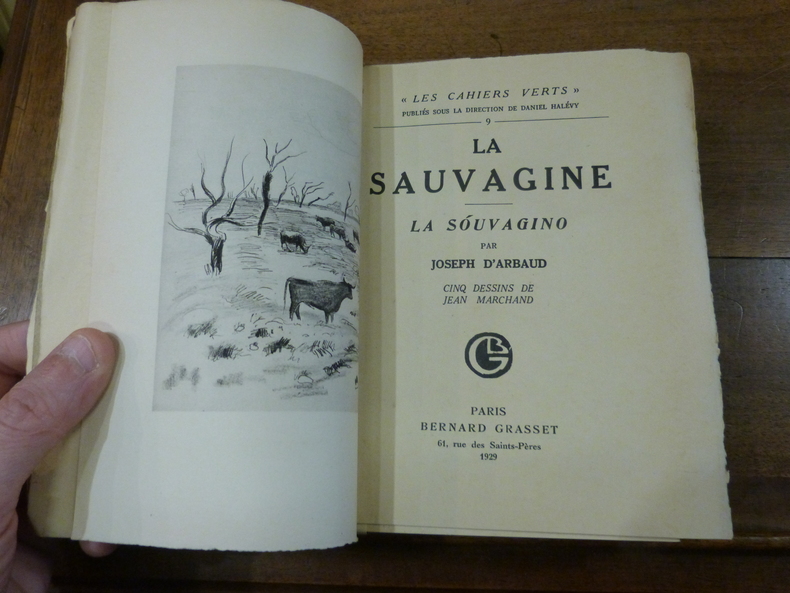 « LES CAHIERS VERTS »
PUBLIÉS SOUS LA DIRECTION DE DANIEL HALÉVY
9
LA
SAUVAGINE
LA SÓUVAGINO
PAR
JOSEPH D'ARBAUD
CINQ DESSINS DE
JEAN MARCHAND
BG
PARIS
BERNARD GRASSET
61, rue des Saints-Pères
1929